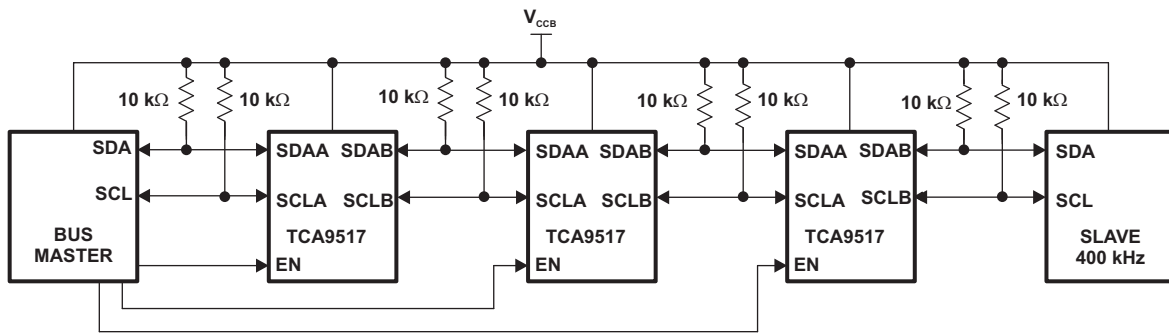 V_CCB
10 kΩ 10 kΩ 10 kΩ 10 kΩ 10 kΩ 10 kΩ 10 kΩ 10 kΩ
SDA SDAA SDAB SDAA SDAB SDAA SDAB SDA
SCL SCLA SCLB SCLA SCLB SCLA SCLB SCL
BUS MASTER
TCA9517
EN
TCA9517
EN
TCA9517
EN
SLAVE
400 kHz